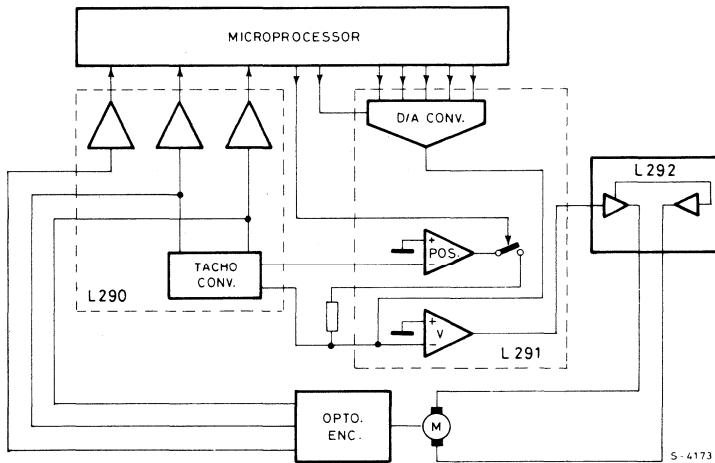 MICROPROCESSOR
D/A CONV.
L292
+
POS.
-
TACHO
CONV.
L290
+
V
-
L291
OPTO.
ENC.
M
S-4173